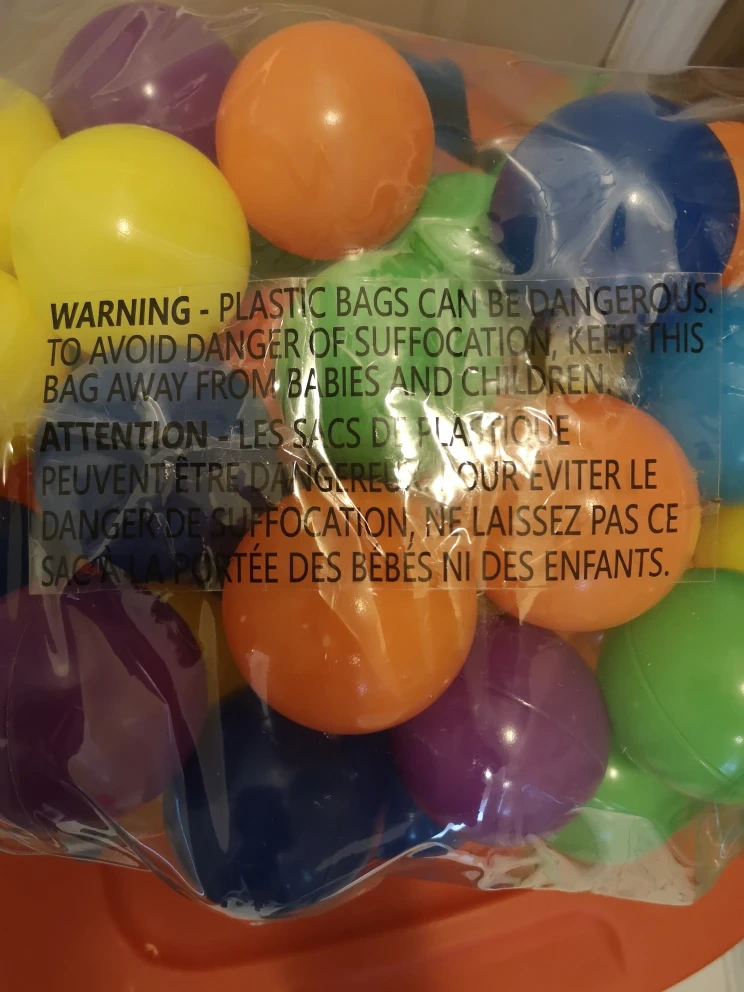 WARNING - PLASTIC BAGS CAN BE DANGEROUS.
TO AVOID DANGER OF SUFFOCATION, KEEP THIS
BAG AWAY FROM BABIES AND CHILDREN.
ATTENTION - LES SACS DE PLASTIQUE
PEUVENT ÊTRE DANGEREUX. POUR ÉVITER LE
DANGER DE SUFFOCATION, NE LAISSEZ PAS CE
SAC À LA PORTÉE DES BÉBÉS NI DES ENFANTS.